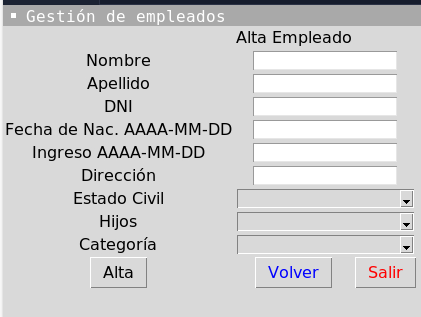 Gestión de empleados
Alta Empleado
Nombre
Apellido
DNI
Fecha de Nac. AAAA-MM-DD
Ingreso AAAA-MM-DD
Dirección
Estado Civil
Hijos
Categoría
Alta Volver Salir